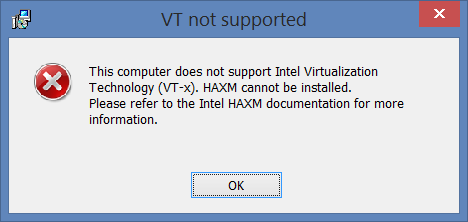 VT not supported
This computer does not support Intel Virtualization
Technology (VT-x). HAXM cannot be installed.
Please refer to the Intel HAXM documentation for more
information.
OK